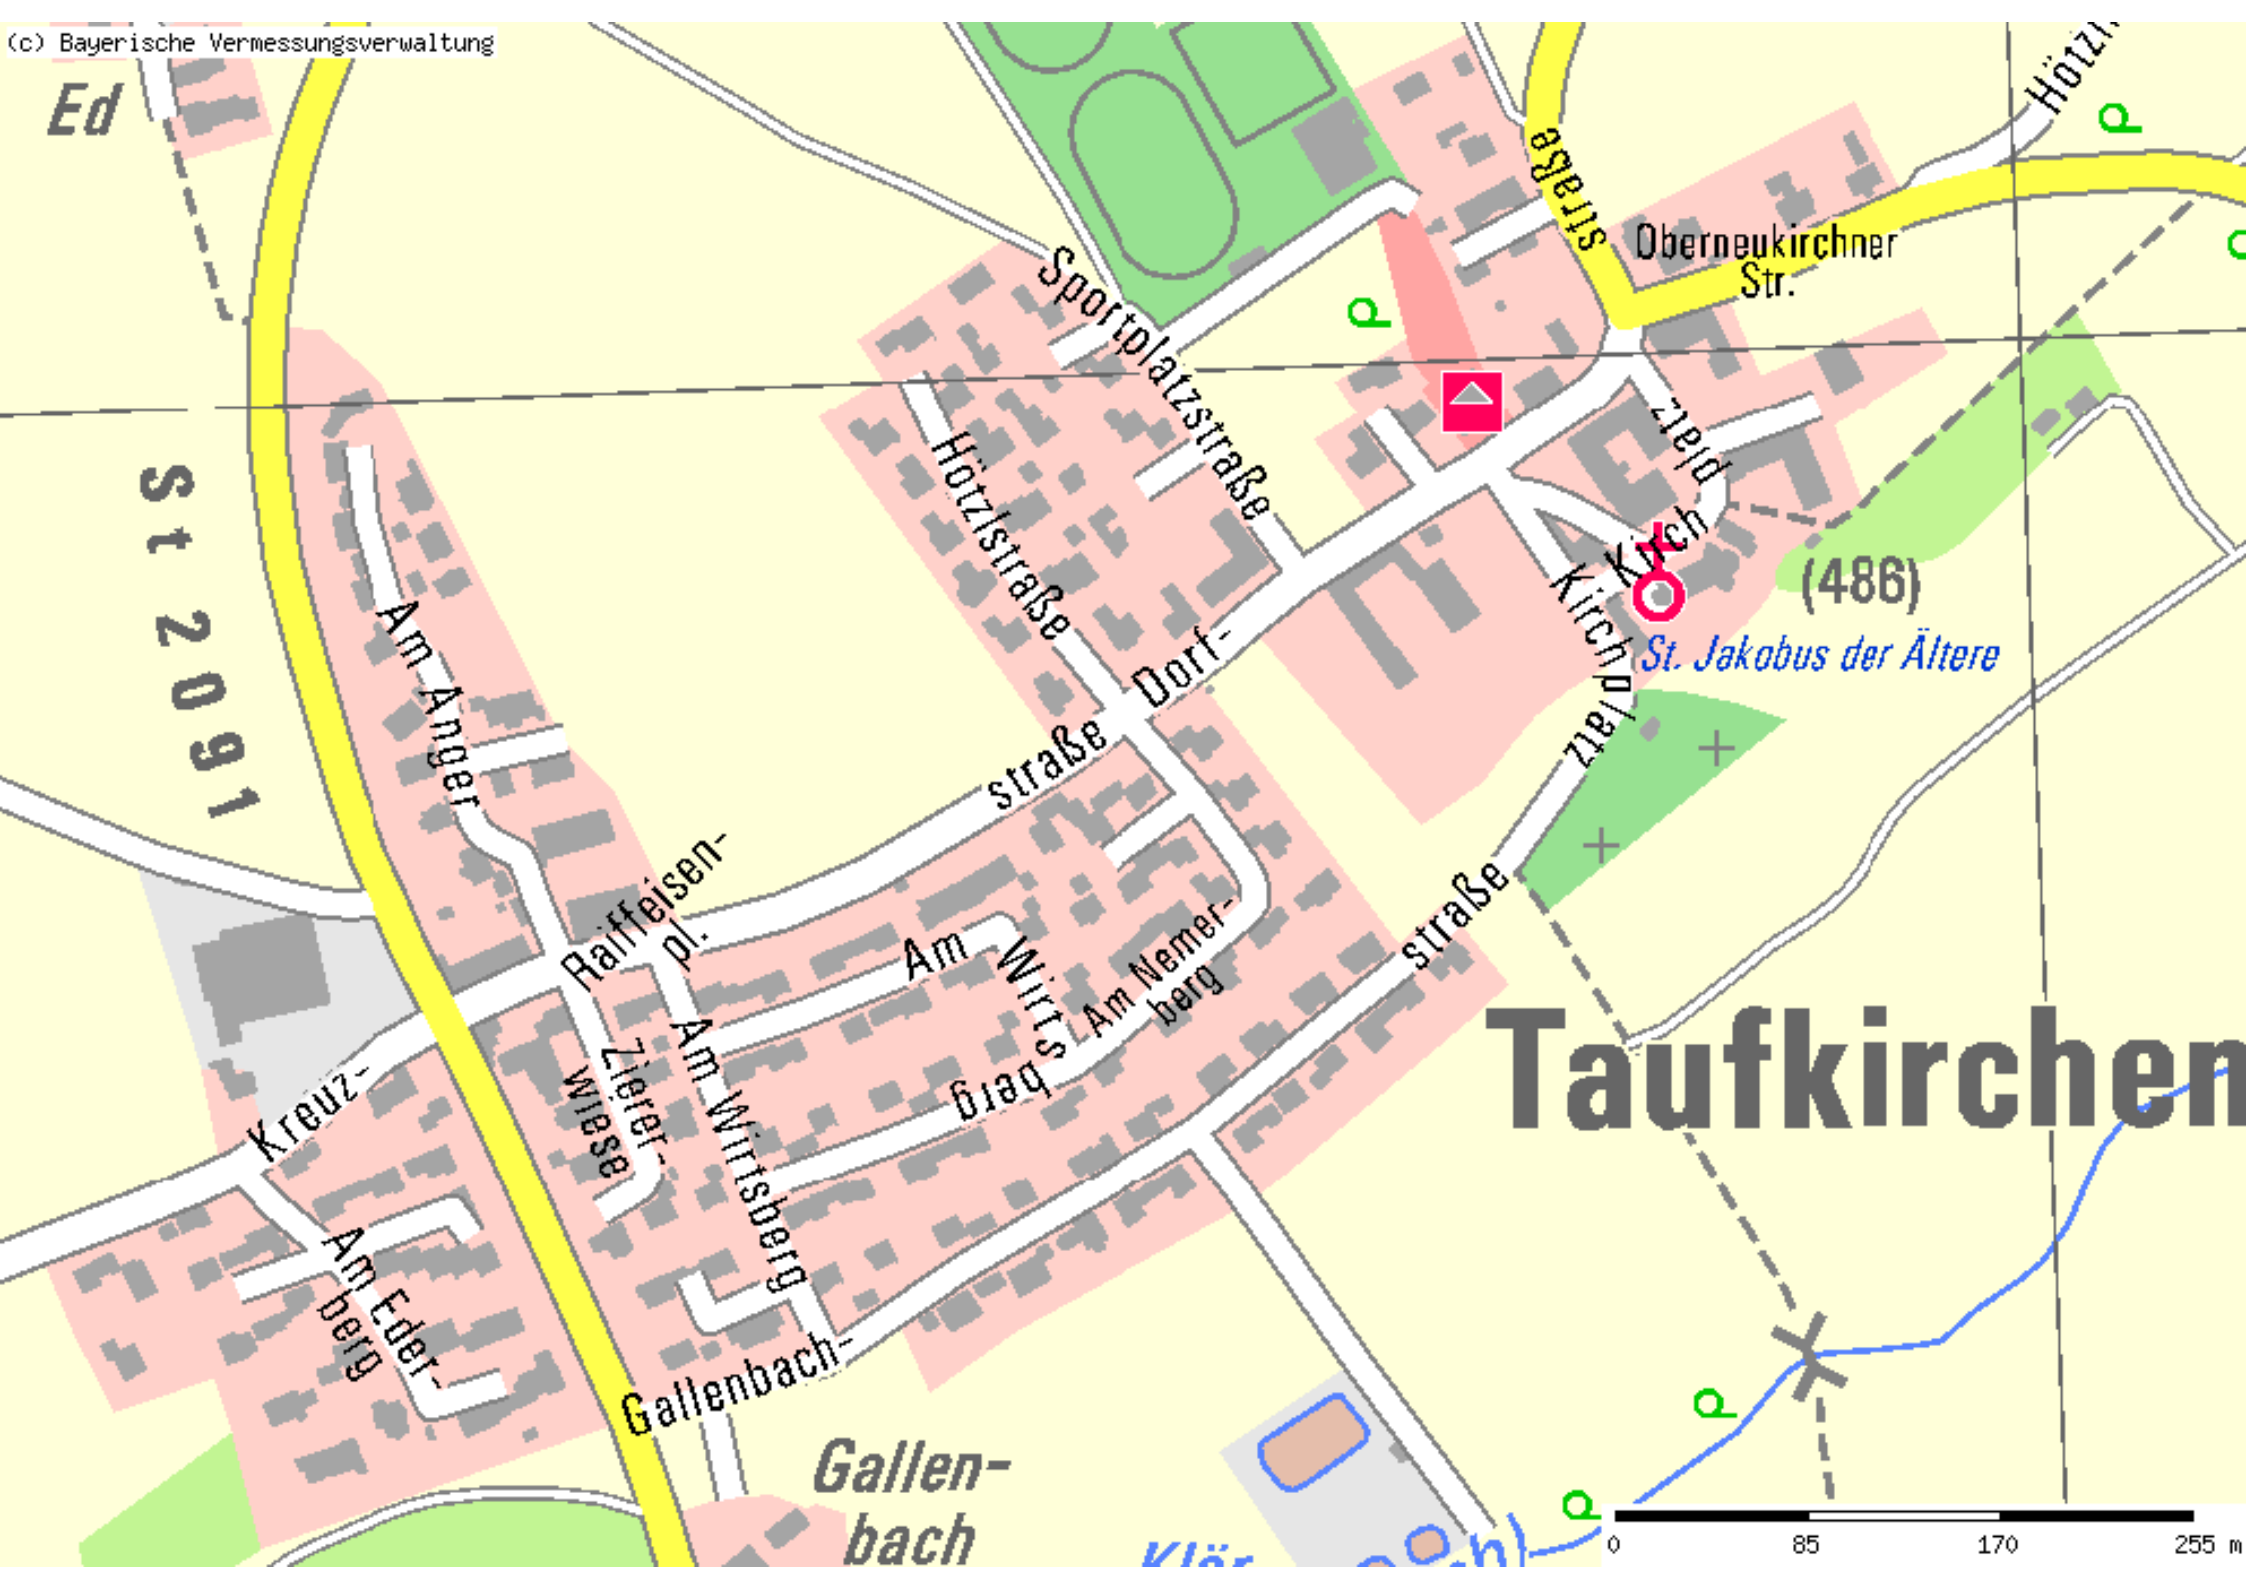 (c) Bayerische Vermessungsverwaltung
Ed
Hötzl
straße
Oberneukirchner
Str.
Sportplatzstraße
platz
Kirch
Hötzlstraße
St 2091
Am Anger
(486)
St. Jakobus der Ältere
Kirchplatz
Dorf-
straße
Raiffeisen-
pl.
straße
Am
Wirts
berg
Am Nemer-
berg
Am Wirtsberg
Zierer-
wiese
Kreuz-
Taufkirchen
Am Eder-
berg
Gallenbach-
Gallen-
bach
Klär
0 85 170 255 m